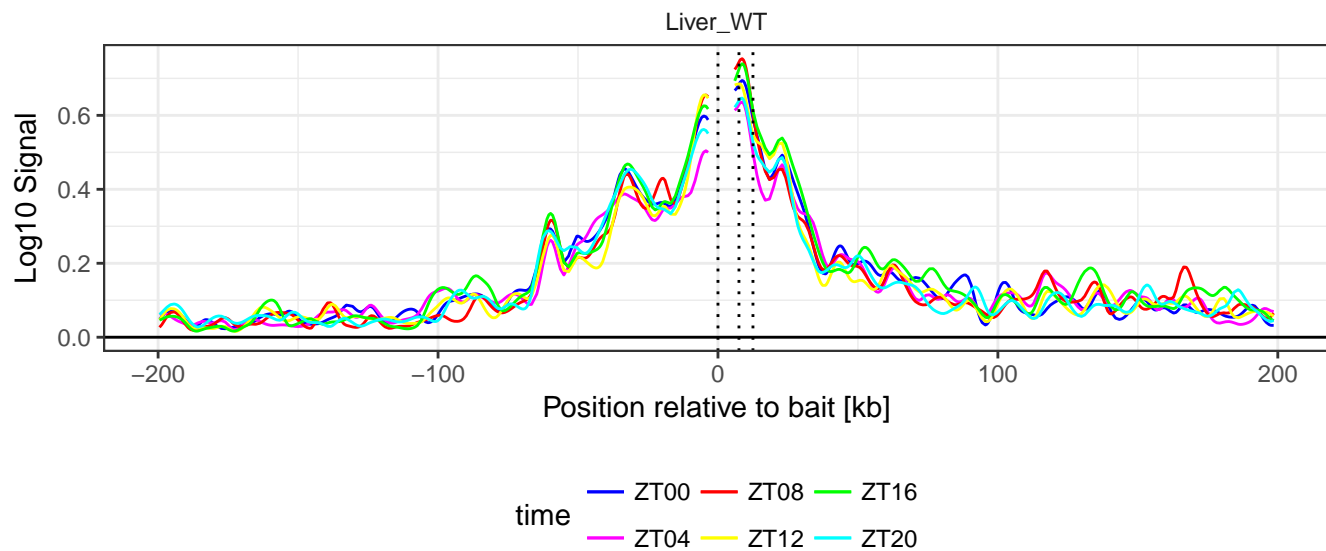 Liver_WT
Log10 Signal
0.6
0.4
0.2
0.0
−200
−100
0
100
200
Position relative to bait [kb]
time
ZT00
ZT08
ZT16
ZT04
ZT12
ZT20